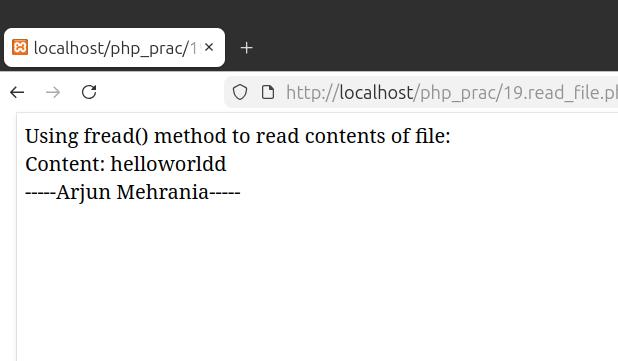 localhost/php_prac/1
http://localhost/php_prac/19.read_file.p
Using fread() method to read contents of file:
Content: helloworldd
-----Arjun Mehrania-----